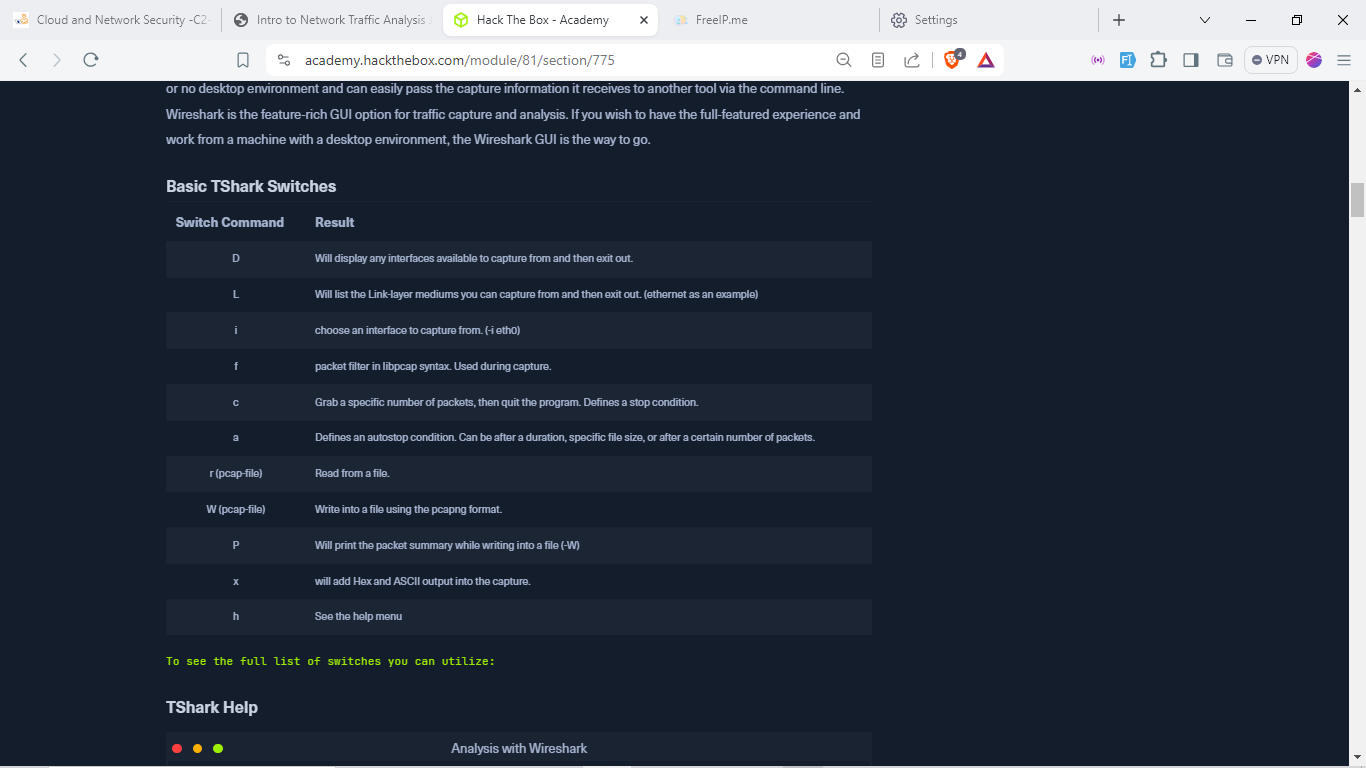 Cloud and Network Security -C2-
Intro to Network Traffic Analysis
Hack The Box - Academy
FreeIP.me
Settings
academy.hackthebox.com/module/81/section/775
4
VPN
or no desktop environment and can easily pass the capture information it receives to another tool via the command line.
Wireshark is the feature-rich GUI option for traffic capture and analysis. If you wish to have the full-featured experience and
work from a machine with a desktop environment, the Wireshark GUI is the way to go.
Basic TShark Switches
Switch Command Result
D Will display any interfaces available to capture from and then exit out.
L Will list the Link-layer mediums you can capture from and then exit out. (ethernet as an example)
i choose an interface to capture from. (-i eth0)
f packet filter in libpcap syntax. Used during capture.
c Grab a specific number of packets, then quit the program. Defines a stop condition.
a Defines an autostop condition. Can be after a duration, specific file size, or after a certain number of packets.
r (pcap-file) Read from a file.
W (pcap-file) Write into a file using the pcapng format.
P Will print the packet summary while writing into a file (-W)
x will add Hex and ASCII output into the capture.
h See the help menu
To see the full list of switches you can utilize:
TShark Help
Analysis with Wireshark